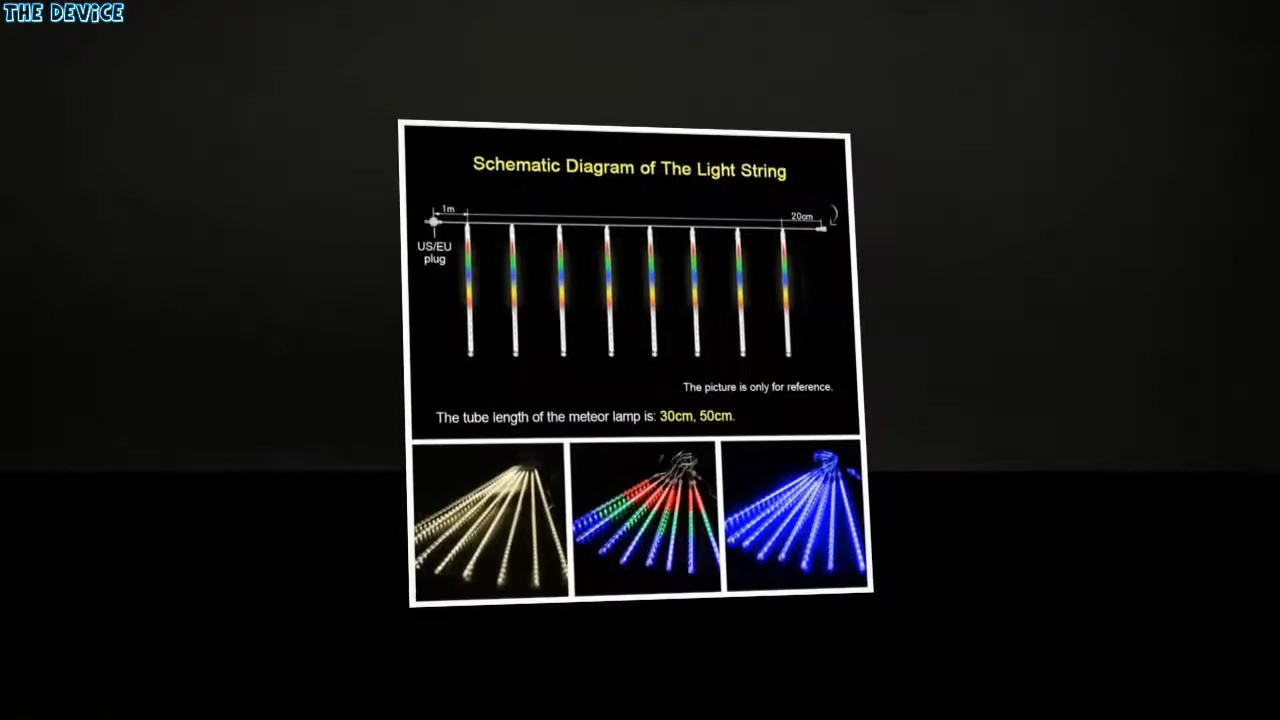 THE DEVICE
Schematic Diagram of The Light String
1m
20cm
US/EU
plug
The picture is only for reference.
The tube length of the meteor lamp is: 30cm, 50cm.